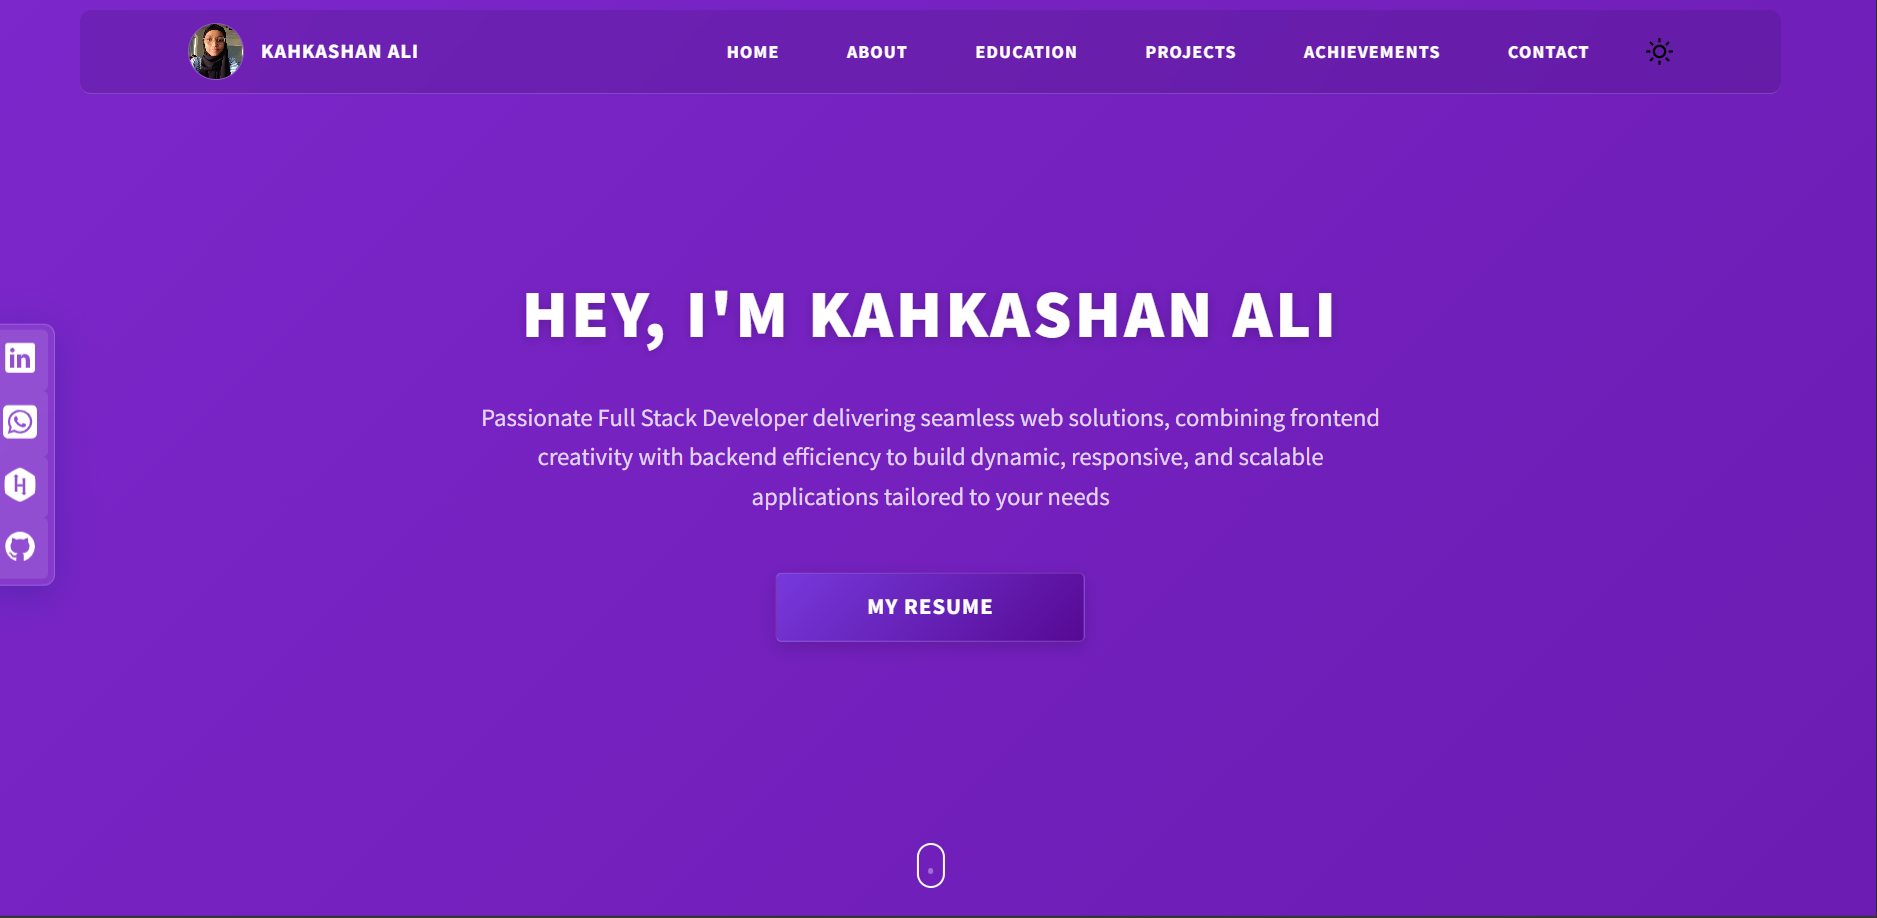 KAHKASHAN ALI
HOME
ABOUT
EDUCATION
PROJECTS
ACHIEVEMENTS
CONTACT
HEY, I'M KAHKASHAN ALI
Passionate Full Stack Developer delivering seamless web solutions, combining frontend
creativity with backend efficiency to build dynamic, responsive, and scalable
applications tailored to your needs
MY RESUME
in
H